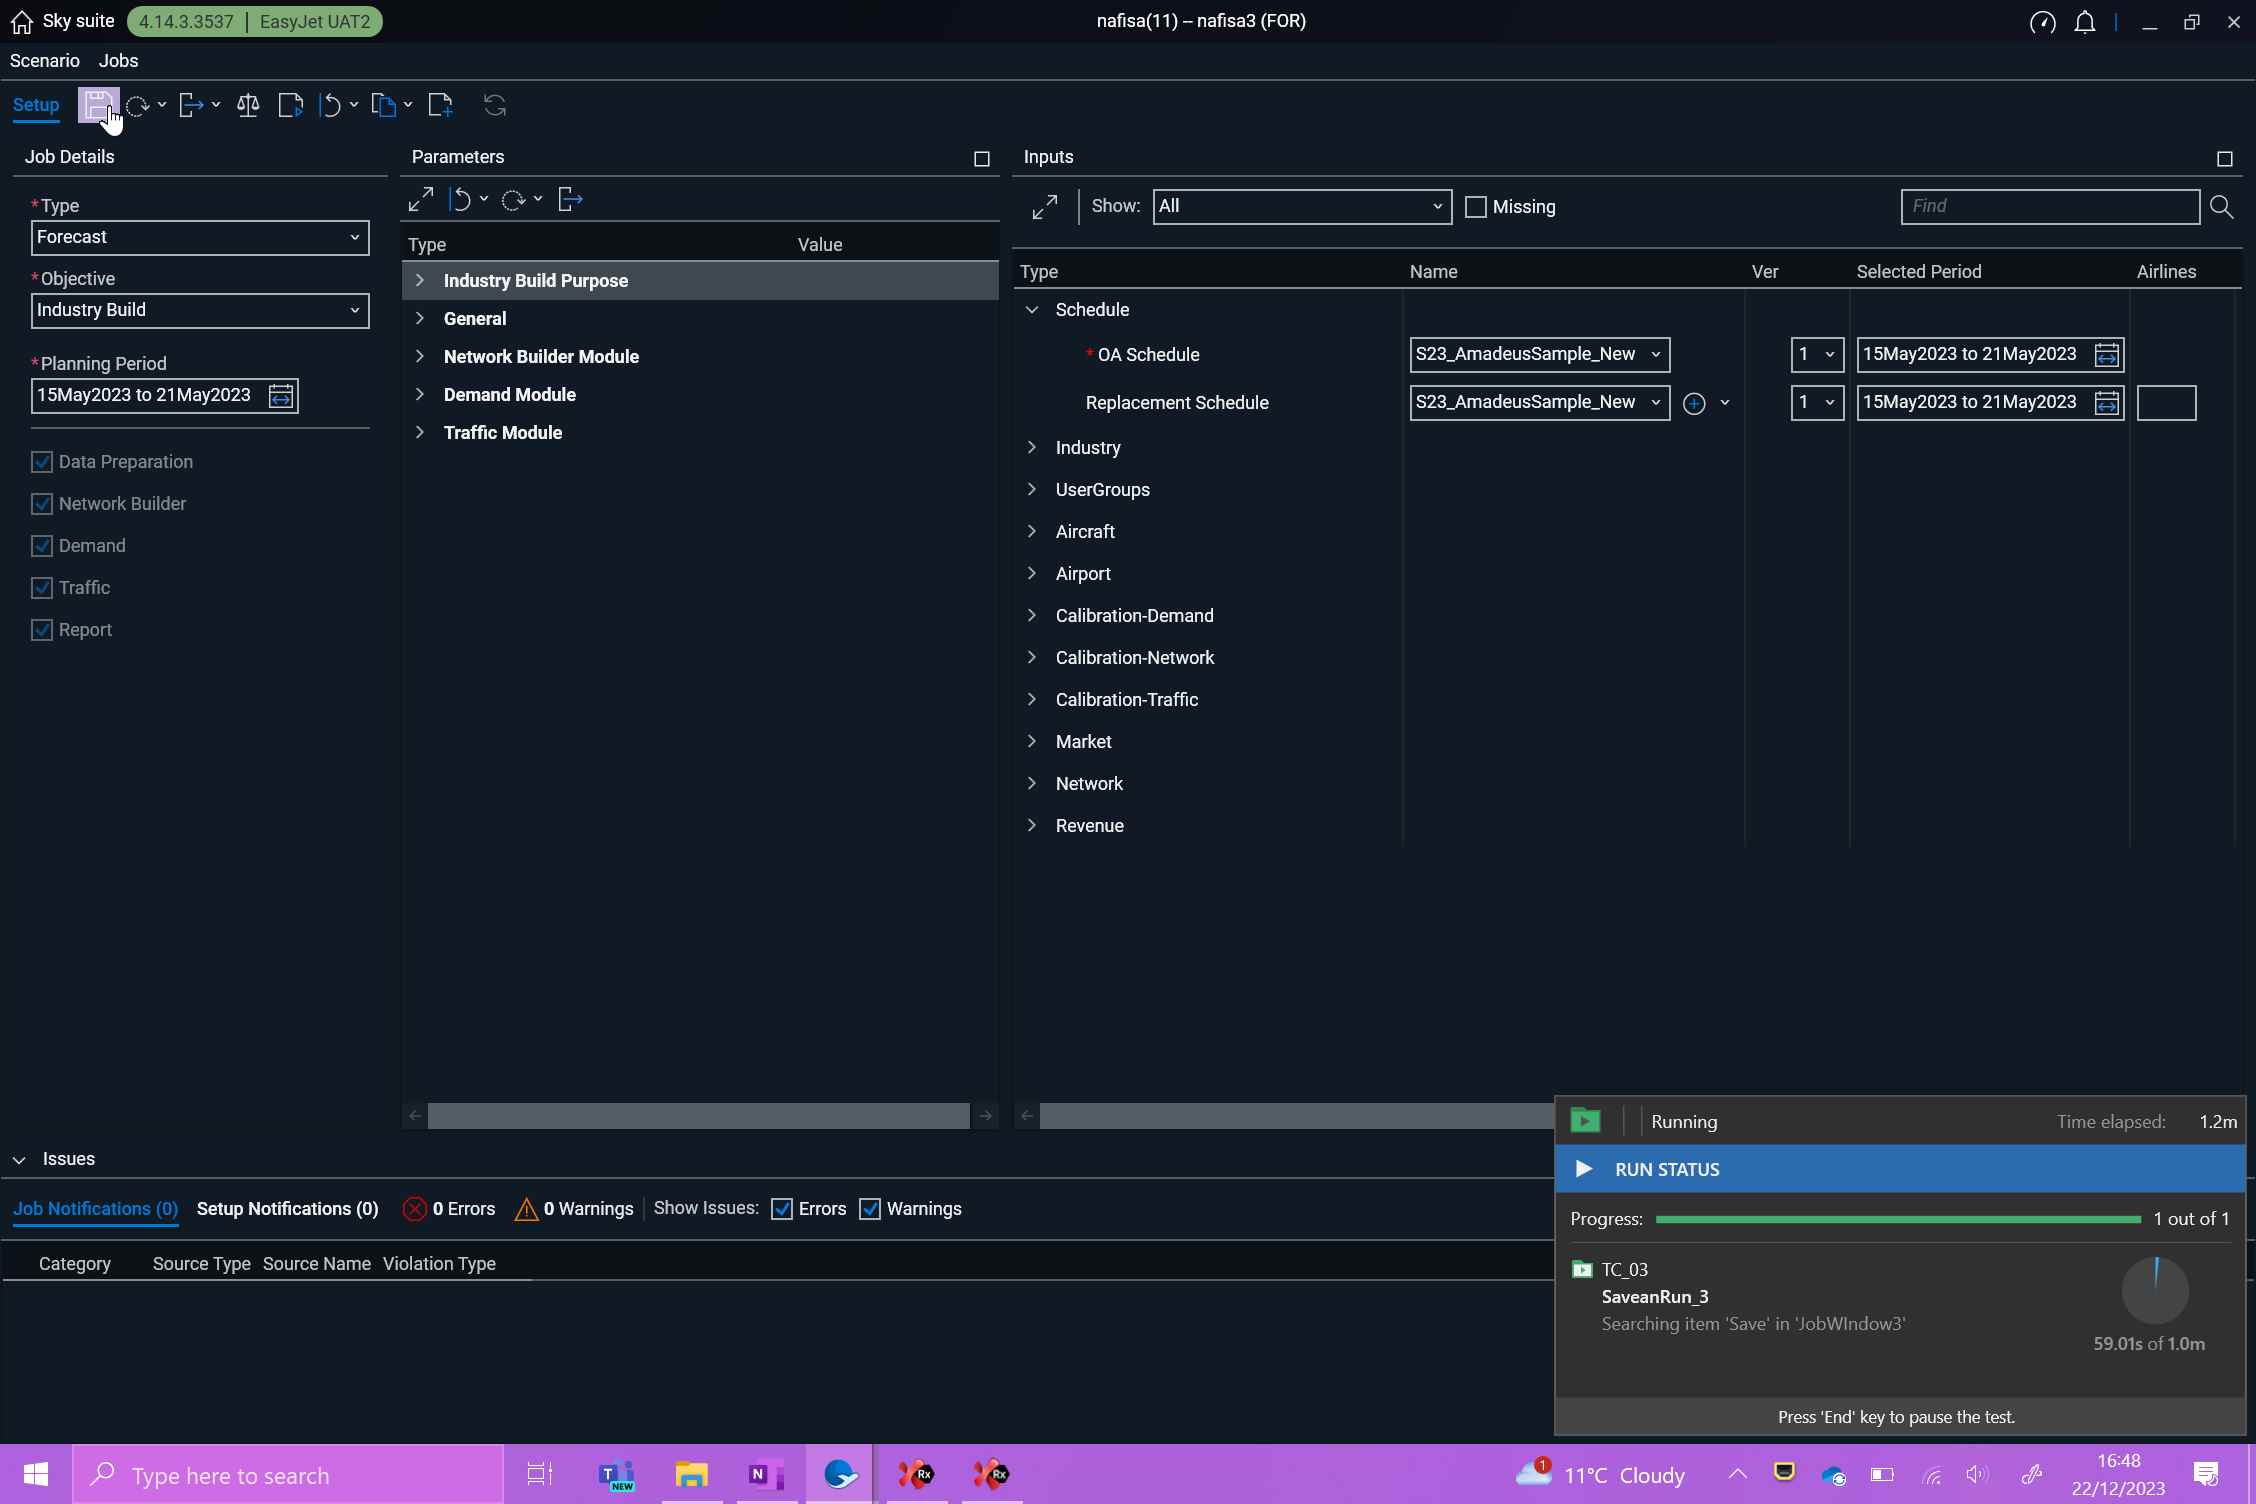 Sky suite 4.14.3.3537 | EasyJet UAT2 nafisa(11) – nafisa3 (FOR)
Scenario Jobs
Setup
Job Details
*Type
Forecast
*Objective
Industry Build
*Planning Period
15May2023 to 21May2023
Data Preparation
Network Builder
Demand
Traffic
Report
Parameters
Type Value
Industry Build Purpose
General
Network Builder Module
Demand Module
Traffic Module
Inputs
Show: All Missing Find
Type Name Ver Selected Period Airlines
Schedule
* OA Schedule S23_AmadeusSample_New 1 15May2023 to 21May2023
Replacement Schedule S23_AmadeusSample_New 1 15May2023 to 21May2023
Industry
UserGroups
Aircraft
Airport
Calibration-Demand
Calibration-Network
Calibration-Traffic
Market
Network
Revenue
Issues
Job Notifications (0) Setup Notifications (0) 0 Errors 0 Warnings Show Issues: Errors Warnings
Category Source Type Source Name Violation Type
Running Time elapsed: 1.2m
RUN STATUS
Progress: 1 out of 1
TC_03
SaveanRun_3
Searching item 'Save' in 'JobWIndow3'
59.01s of 1.0m
Press 'End' key to pause the test.
Type here to search
T NEW
N
Rx
Rx
1
11°C Cloudy
16:48
22/12/2023